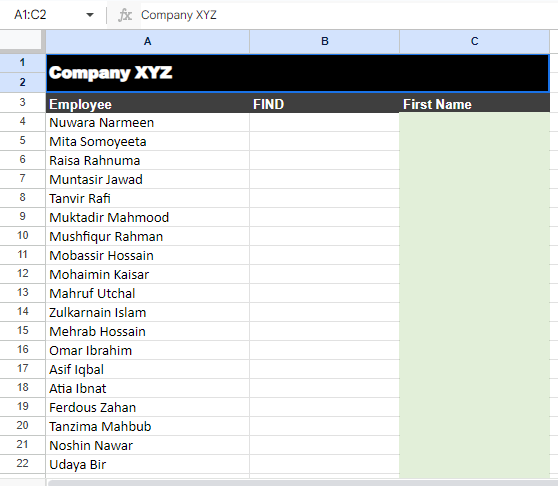 A1:C2 fx Company XYZ
A B C
1 Company XYZ
2
3 Employee FIND First Name
4 Nuwara Narmeen
5 Mita Somoyeeta
6 Raisa Rahnuma
7 Muntasir Jawad
8 Tanvir Rafi
9 Muktadir Mahmood
10 Mushfiqur Rahman
11 Mobassir Hossain
12 Mohaimin Kaisar
13 Mahruf Utchal
14 Zulkarnain Islam
15 Mehrab Hossain
16 Omar Ibrahim
17 Asif Iqbal
18 Atia Ibnat
19 Ferdous Zahan
20 Tanzima Mahbub
21 Noshin Nawar
22 Udaya Bir